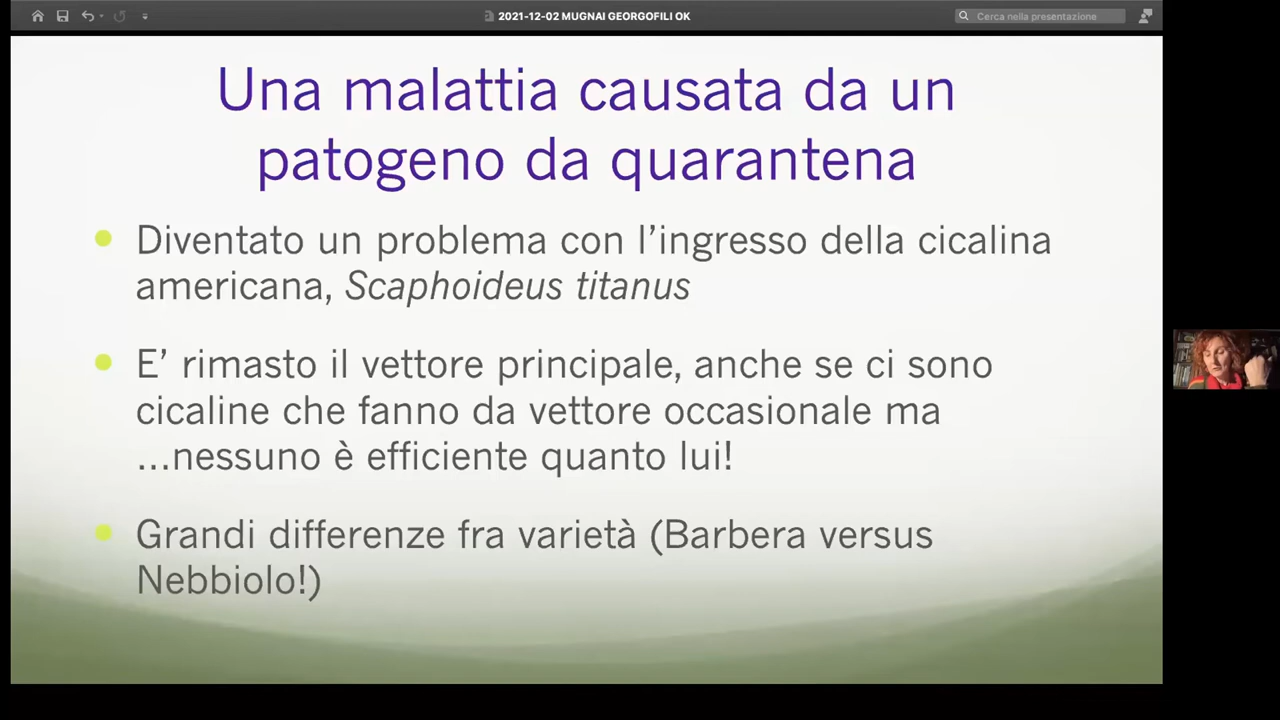 2021-12-02 MUGNAI GEORGOFILI OK
Cerca nella presentazione
Una malattia causata da un
patogeno da quarantena
Diventato un problema con l’ingresso della cicalina
americana, Scaphoideus titanus
E’ rimasto il vettore principale, anche se ci sono
cicaline che fanno da vettore occasionale ma
...nessuno è efficiente quanto lui!
Grandi differenze fra varietà (Barbera versus
Nebbiolo!)